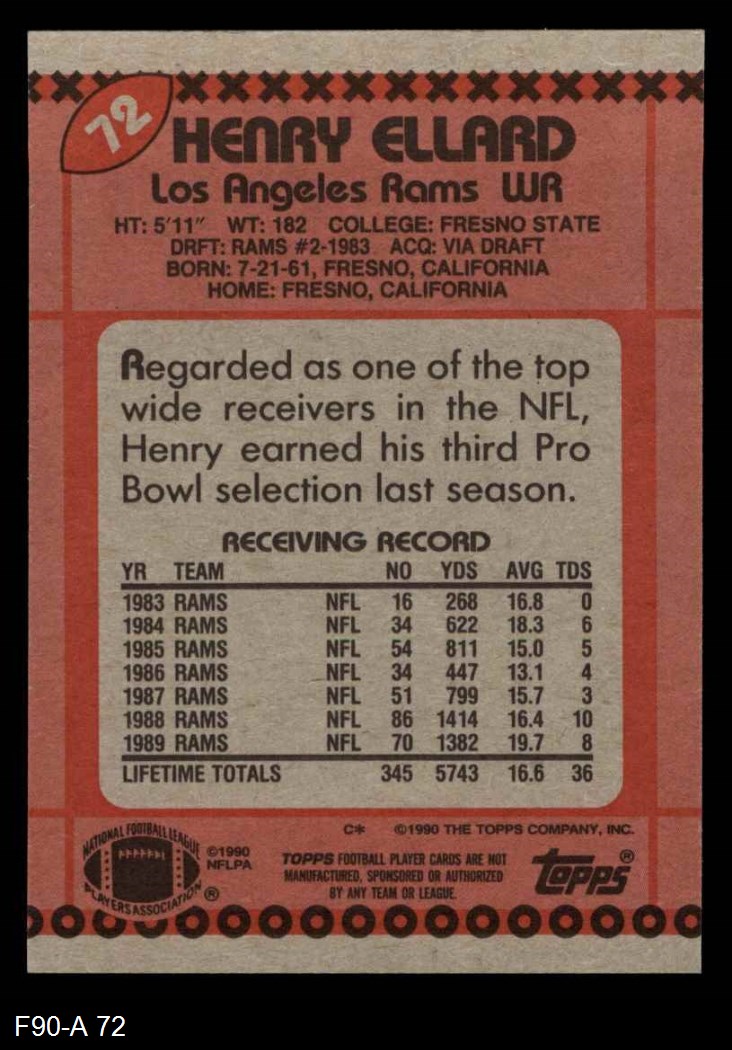 72
HENRY ELLARD
Los Angeles Rams WR
HT: 5'11" WT: 182 COLLEGE: FRESNO STATE
DRFT: RAMS #2-1983 ACQ: VIA DRAFT
BORN: 7-21-61, FRESNO, CALIFORNIA
HOME: FRESNO, CALIFORNIA
Regarded as one of the top
wide receivers in the NFL,
Henry earned his third Pro
Bowl selection last season.
RECEIVING RECORD
YR TEAM NO YDS AVG TDS
1983 RAMS NFL 16 268 16.8 0
1984 RAMS NFL 34 622 18.3 6
1985 RAMS NFL 54 811 15.0 5
1986 RAMS NFL 34 447 13.1 4
1987 RAMS NFL 51 799 15.7 3
1988 RAMS NFL 86 1414 16.4 10
1989 RAMS NFL 70 1382 19.7 8
LIFETIME TOTALS 345 5743 16.6 36
C* ©1990 THE TOPPS COMPANY, INC.
NATIONAL FOOTBALL LEAGUE
PLAYERS ASSOCIATION ®
©1990
NFLPA
TOPPS FOOTBALL PLAYER CARDS ARE NOT
MANUFACTURED, SPONSORED OR AUTHORIZED
BY ANY TEAM OR LEAGUE.
topps®
F90-A 72